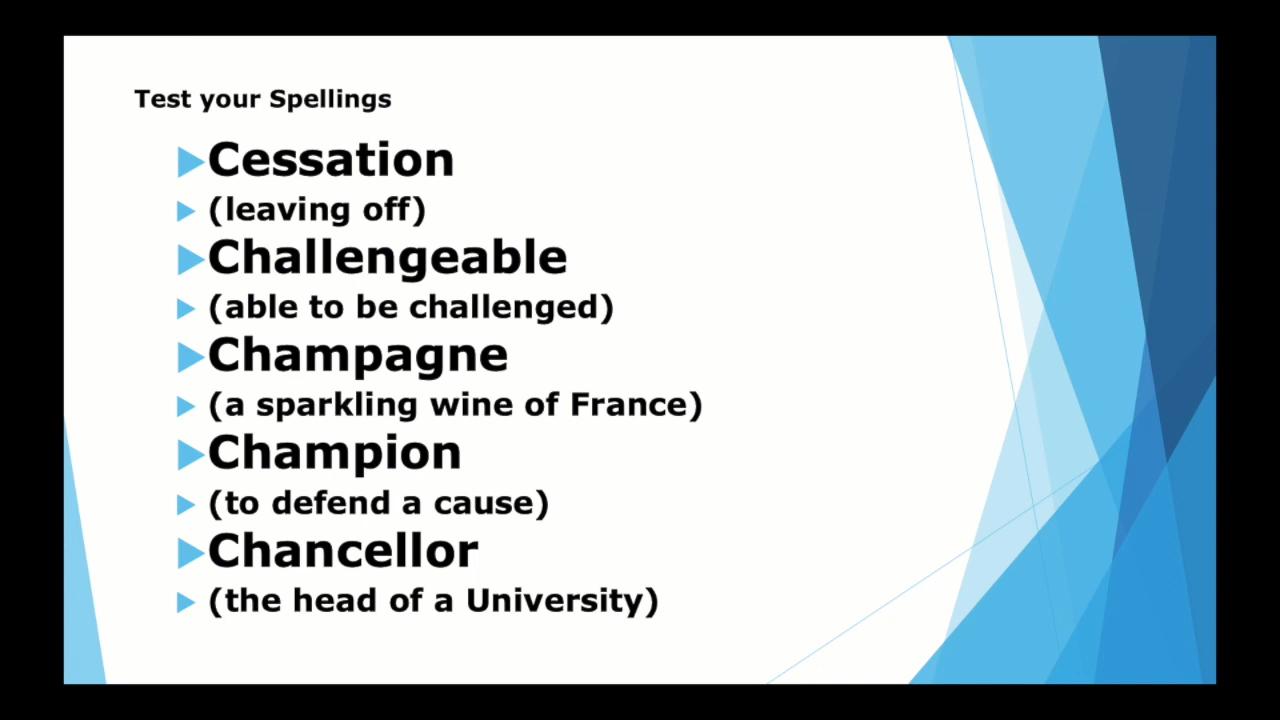 Test your Spellings
Cessation
(leaving off)
Challengeable
(able to be challenged)
Champagne
(a sparkling wine of France)
Champion
(to defend a cause)
Chancellor
(the head of a University)